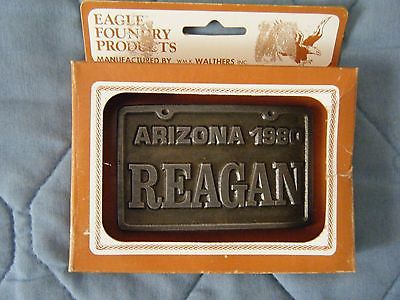 EAGLE
FOUNDRY
PRODUCTS
MANUFACTURED BY WM.K. WALTHERS INC.
ARIZONA 1980
REAGAN